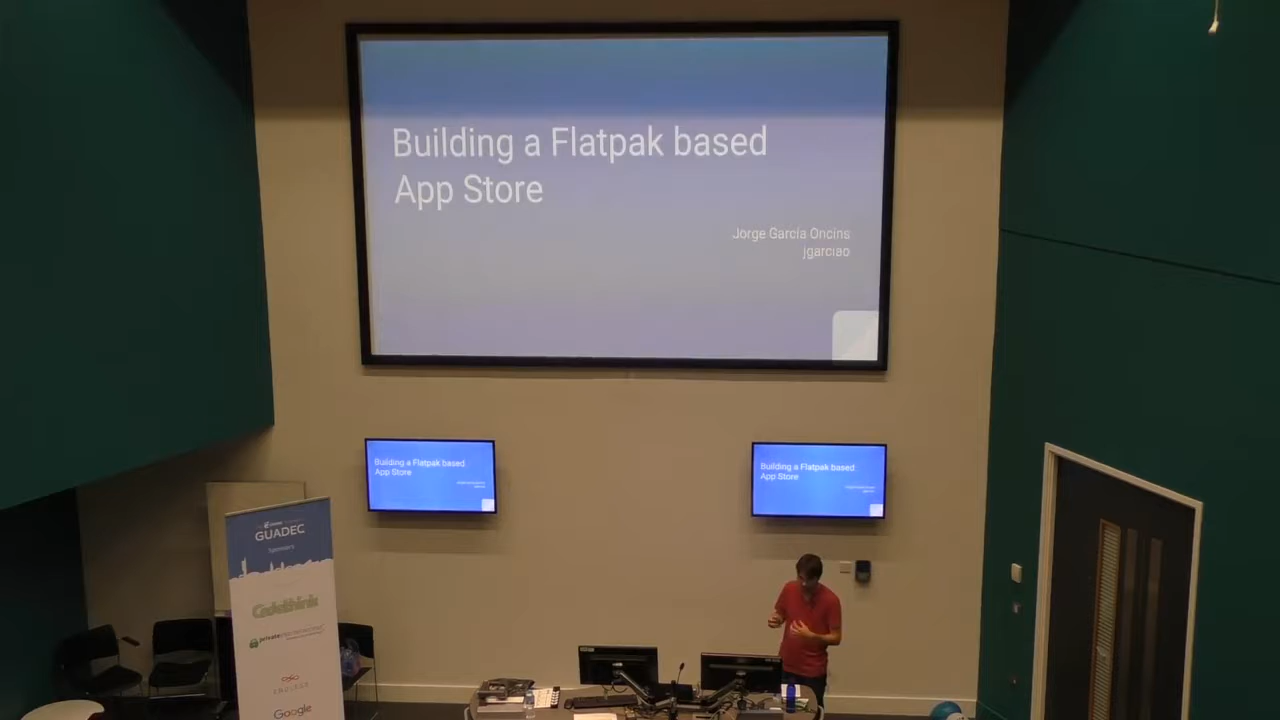 Building a Flatpak based
App Store
Jorge García Oncins
jgarciao
Building a Flatpak based
App Store
Building a Flatpak based
App Store
GUADEC
Sponsors
Codethink
privateinternetaccess
ENDLESS
Google